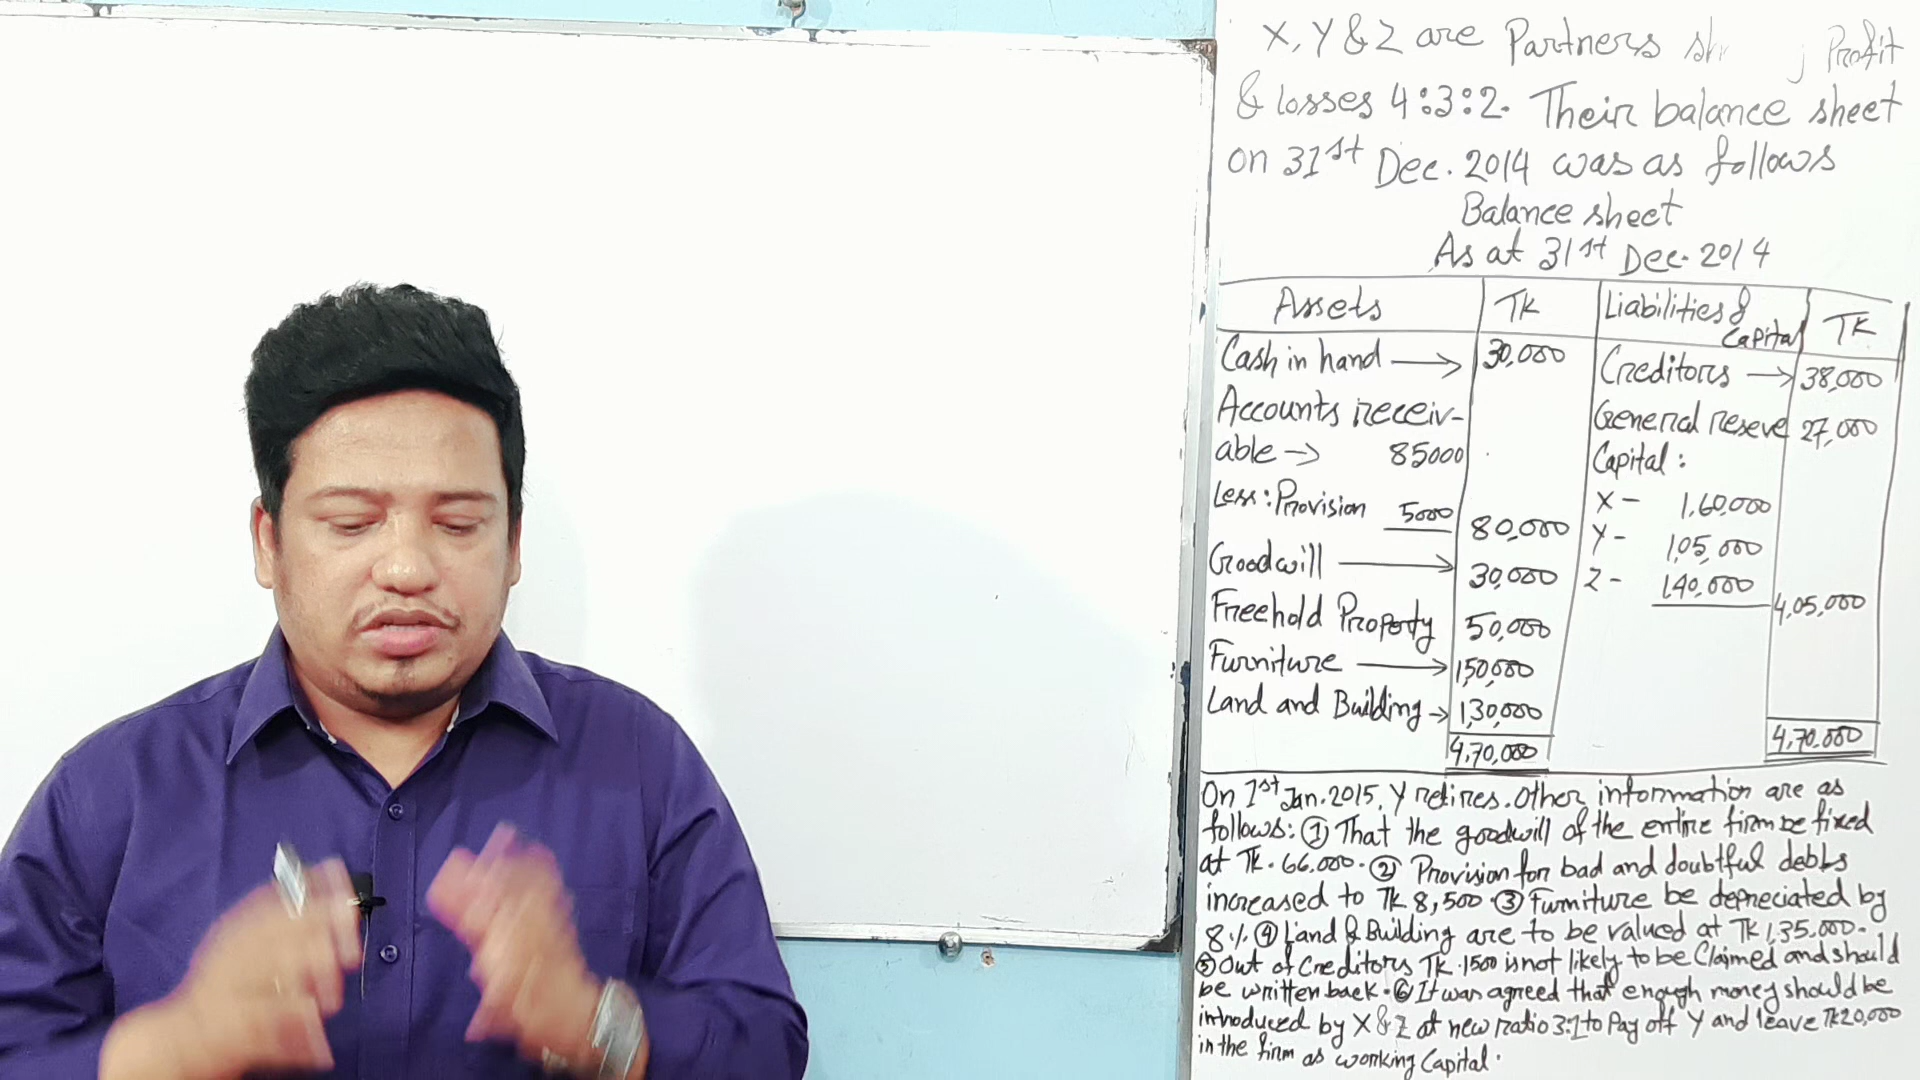 X, Y & Z are Partners Profit
& losses 4:3:2. Their balance sheet
on 31st Dec. 2014 was as follows
Balance sheet
As at 31st Dec. 2014
Assets TK Liabilities & Capital TK
Cash in hand → 30,000 Creditors → 38,000
Accounts receiv-
able → 85000 General reseve 27,000
Less: Provision 5000 80,000 Capital:
Goodwill → 30,000 X - 1,60,000
Freehold Property 50,000 Y - 1,05,000
Furniture → 1,50,000 Z - 1,40,000 4,05,000
Land and Building → 1,30,000
4,70,000 4,70,000
On 1st Jan. 2015, Y retires. Other information are as
follows: ① That the goodwill of the entire firm be fixed
at TK. 66,000. ② Provision for bad and doubtful debts
increased to TK 8,500 ③ Furniture be depreciated by
8%. ④ Land & Building are to be valued at TK 1,35,000.
⑤ Out of Creditors TK. 1500 is not likely to be Claimed and should
be written back. ⑥ It was agreed that enough money should be
introduced by X & Z at new ratio 3:1 to Pay off Y and leave TK 20,000
in the firm as working Capital.